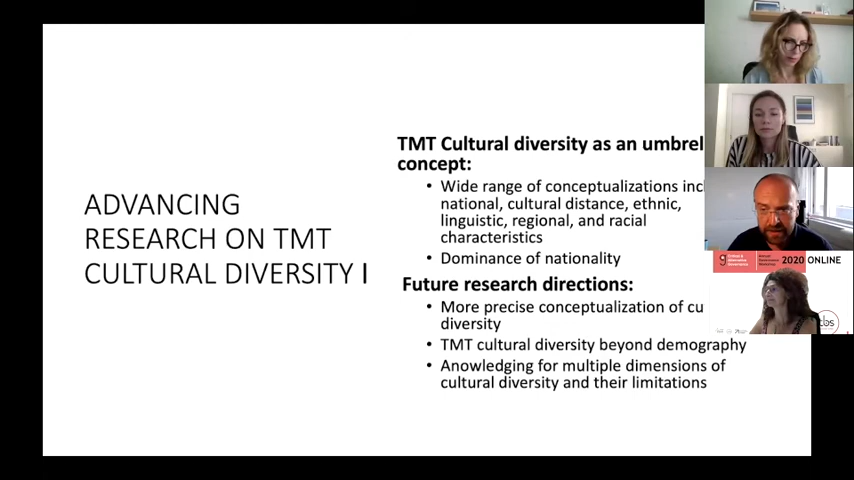 ADVANCING
RESEARCH ON TMT
CULTURAL DIVERSITY I
TMT Cultural diversity as an umbrel
concept:
• Wide range of conceptualizations incl
national, cultural distance, ethnic,
linguistic, regional, and racial
characteristics
• Dominance of nationality
Future research directions:
• More precise conceptualization of cu
diversity
• TMT cultural diversity beyond demography
• Anowledging for multiple dimensions of
cultural diversity and their limitations
2020 ONLINE